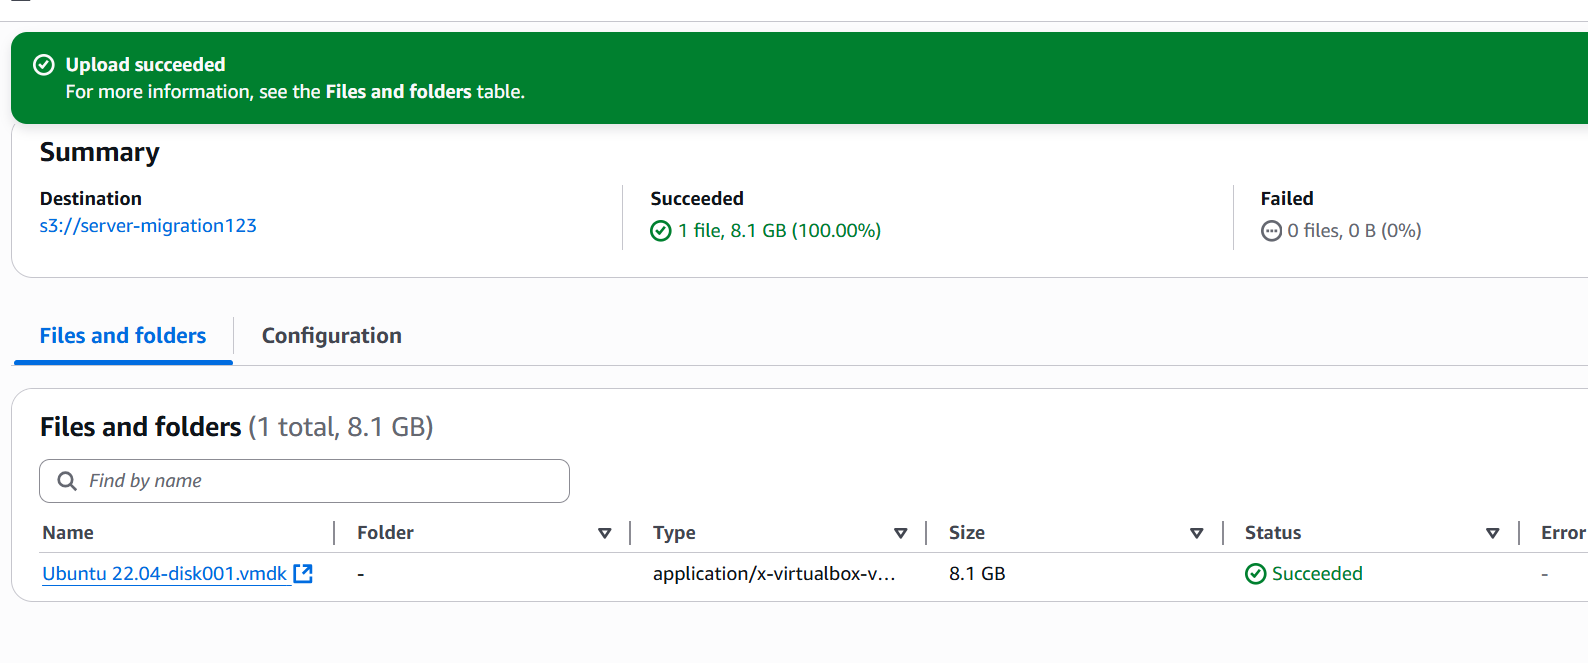 Upload succeeded
For more information, see the Files and folders table.
Summary
Destination
s3://server-migration123
Succeeded
1 file, 8.1 GB (100.00%)
Failed
0 files, 0 B (0%)
Files and folders
Configuration
Files and folders (1 total, 8.1 GB)
Find by name
Name Folder Type Size Status Error
Ubuntu 22.04-disk001.vmdk - application/x-virtualbox-v... 8.1 GB Succeeded -